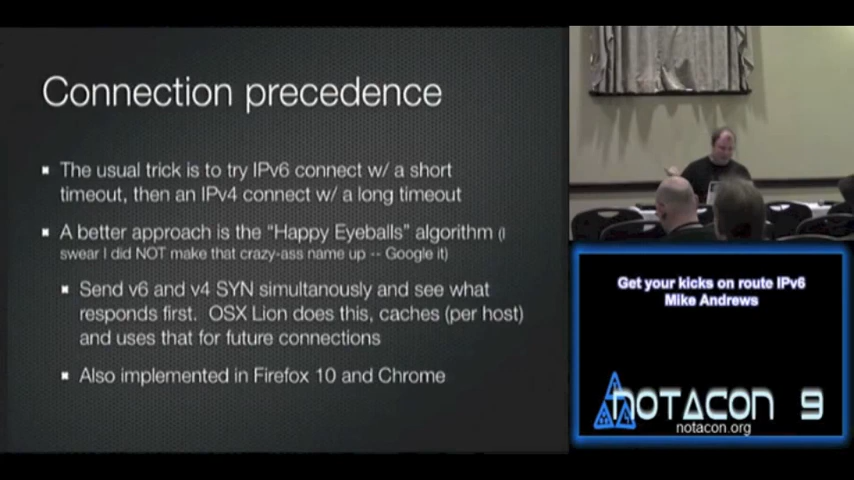 Connection precedence
The usual trick is to try IPv6 connect w/ a short
timeout, then an IPv4 connect w/ a long timeout
A better approach is the “Happy Eyeballs” algorithm (I
swear I did NOT make that crazy-ass name up -- Google it)
Send v6 and v4 SYN simultanously and see what
responds first. OSX Lion does this, caches (per host)
and uses that for future connections
Also implemented in Firefox 10 and Chrome
Get your kicks on route IPv6
Mike Andrews
NOTACON 9
notacon.org